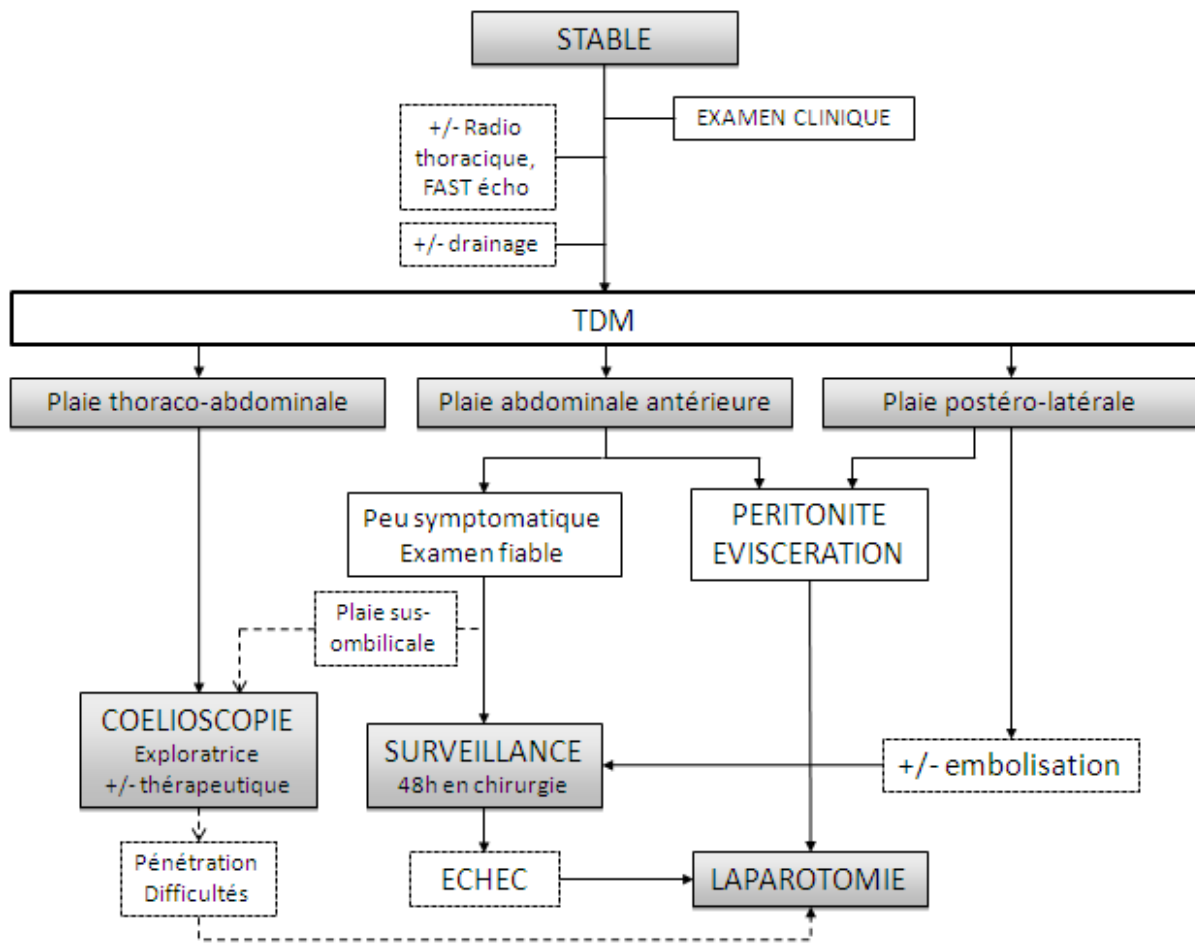 STABLE
EXAMEN CLINIQUE
+/- Radio
thoracique,
FAST écho
+/- drainage
TDM
Plaie thoraco-abdominale
Plaie abdominale antérieure
Plaie postéro-latérale
Peu symptomatique
Examen fiable
PERITONITE
EVISCERATION
Plaie sus-
ombilicale
COELIOSCOPIE
Exploratrice
+/- thérapeutique
SURVEILLANCE
48h en chirurgie
+/- embolisation
Pénétration
Difficultés
ECHEC
LAPAROTOMIE